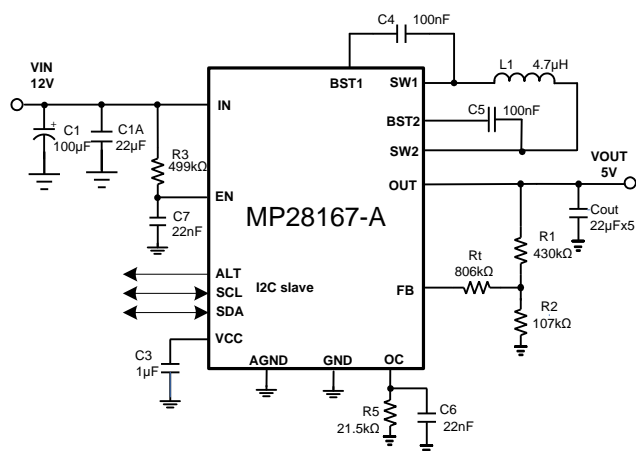 C4 100nF
VIN
12V
BST1
SW1
L1 4.7µH
IN
C5 100nF
BST2
C1
100µF
+
C1A
22µF
R3
499kΩ
SW2
VOUT
5V
OUT
EN
MP28167-A
C7
22nF
Cout
22µFx5
R1
430kΩ
Rt
806kΩ
ALT
SCL
I2C slave
SDA
FB
R2
107kΩ
VCC
C3
1µF
AGND
GND
OC
R5
21.5kΩ
C6
22nF